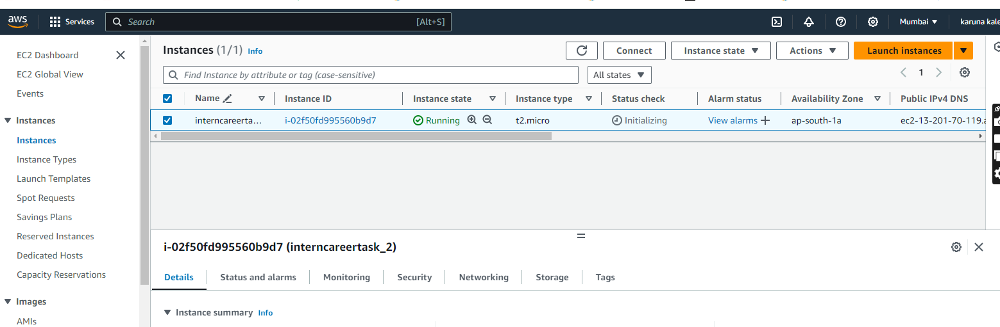 aws Services Search [Alt+S] Mumbai karuna kale
EC2 Dashboard
EC2 Global View
Events
Instances
Instances
Instance Types
Launch Templates
Spot Requests
Savings Plans
Reserved Instances
Dedicated Hosts
Capacity Reservations
Images
AMIs
Instances (1/1) Info Connect Instance state Actions Launch instances
Find Instance by attribute or tag (case-sensitive) All states 1
Name Instance ID Instance state Instance type Status check Alarm status Availability Zone Public IPv4 DNS
interncareerta... i-02f50fd995560b9d7 Running t2.micro Initializing View alarms ap-south-1a ec2-13-201-70-119.a
i-02f50fd995560b9d7 (interncareertask_2)
Details Status and alarms Monitoring Security Networking Storage Tags
Instance summary Info